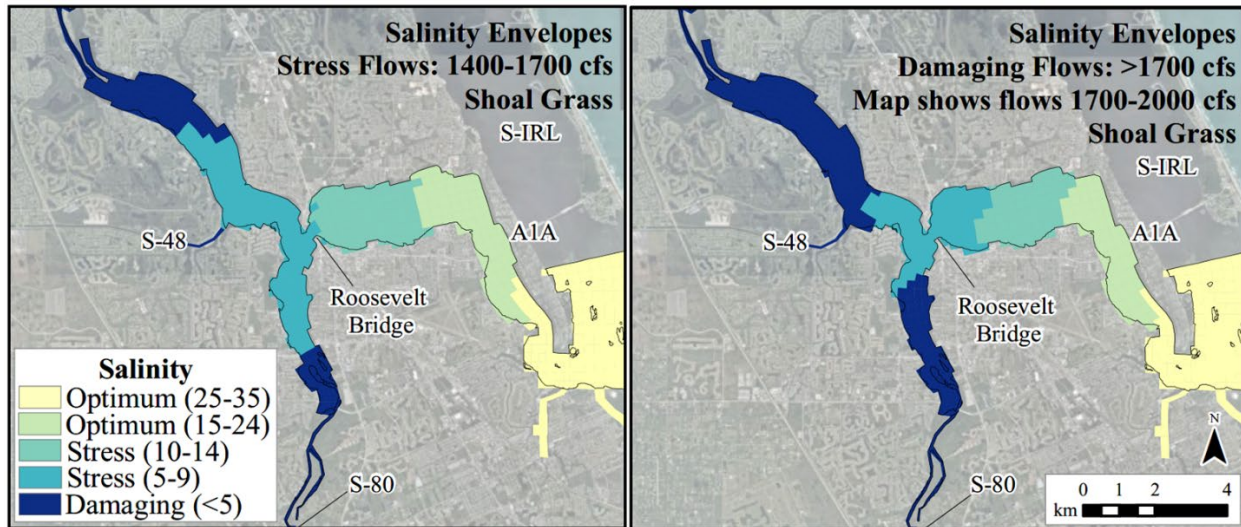 Salinity Envelopes
Stress Flows: 1400-1700 cfs
Shoal Grass
S-IRL
A1A
S-48
Roosevelt
Bridge
S-80
Salinity
Optimum (25-35)
Optimum (15-24)
Stress (10-14)
Stress (5-9)
Damaging (<5)
Salinity Envelopes
Damaging Flows: >1700 cfs
Map shows flows 1700-2000 cfs
Shoal Grass
S-IRL
A1A
S-48
Roosevelt
Bridge
S-80
N
0 1 2 4
km